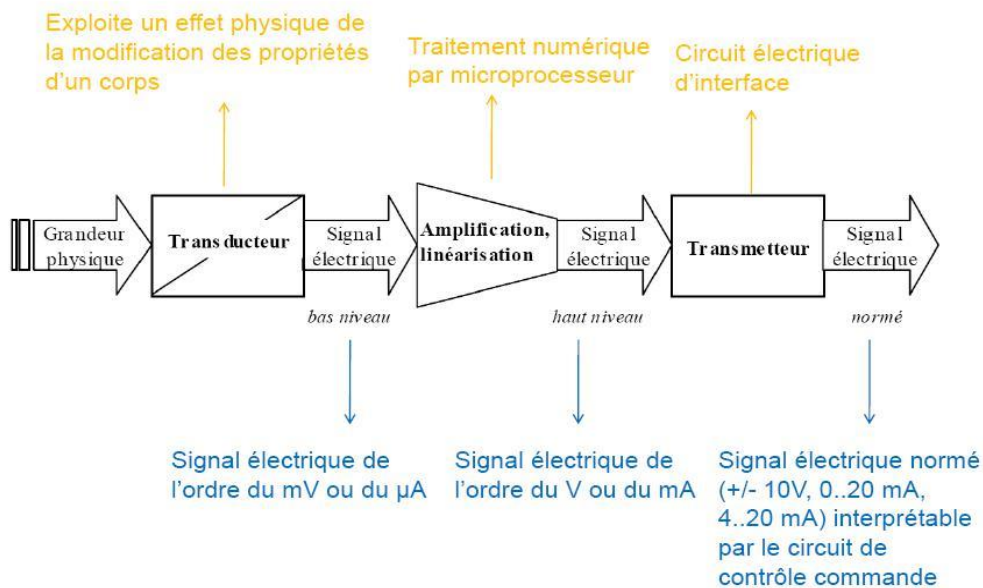 Exploite un effet physique de
la modification des propriétés
d'un corps
Traitement numérique
par microprocesseur
Circuit électrique
d'interface
Grandeur
physique
Transducteur
Signal
électrique
Amplification,
linéarisation
Signal
électrique
Transmetteur
Signal
électrique
bas niveau
haut niveau
normé
Signal électrique de
l'ordre du mV ou du µA
Signal électrique de
l'ordre du V ou du mA
Signal électrique normé
(+/- 10V, 0..20 mA,
4..20 mA) interprétable
par le circuit de
contrôle commande